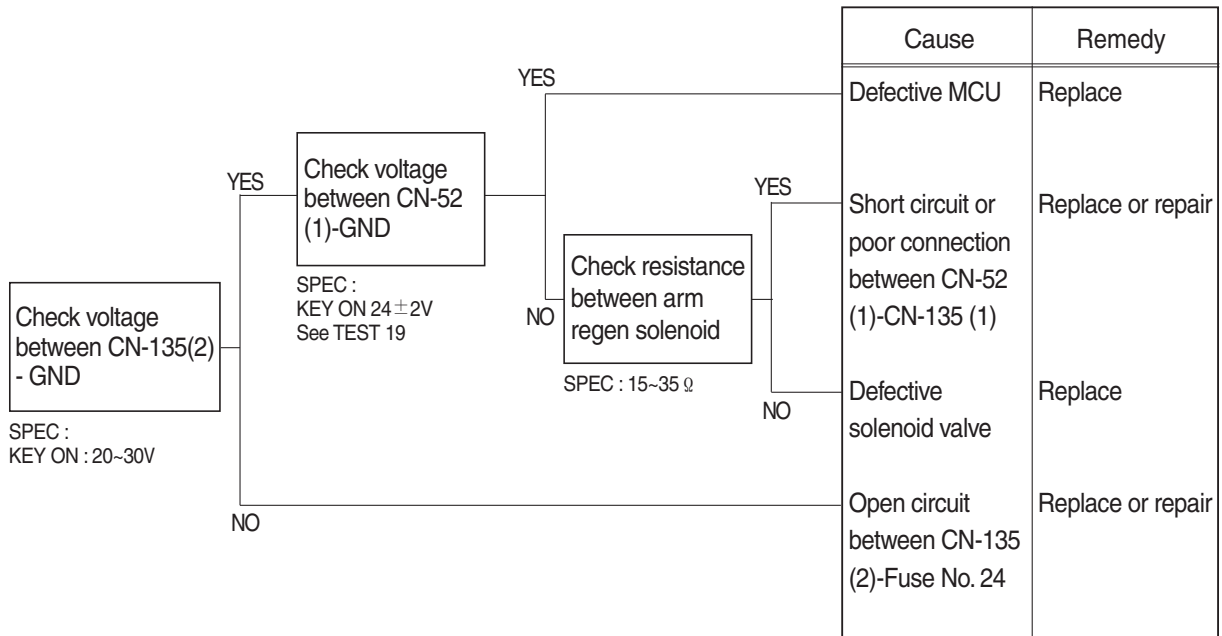 Check voltage
between CN-135(2)
- GND
SPEC :
KEY ON : 20~30V
YES
NO
Check voltage
between CN-52
(1)-GND
SPEC :
KEY ON 24±2V
See TEST 19
YES
NO
Check resistance
between arm
regen solenoid
SPEC : 15~35 Ω
YES
NO
Cause Remedy
Defective MCU Replace
Short circuit or Replace or repair
poor connection
between CN-52
(1)-CN-135 (1)
Defective Replace
solenoid valve
Open circuit Replace or repair
between CN-135
(2)-Fuse No. 24